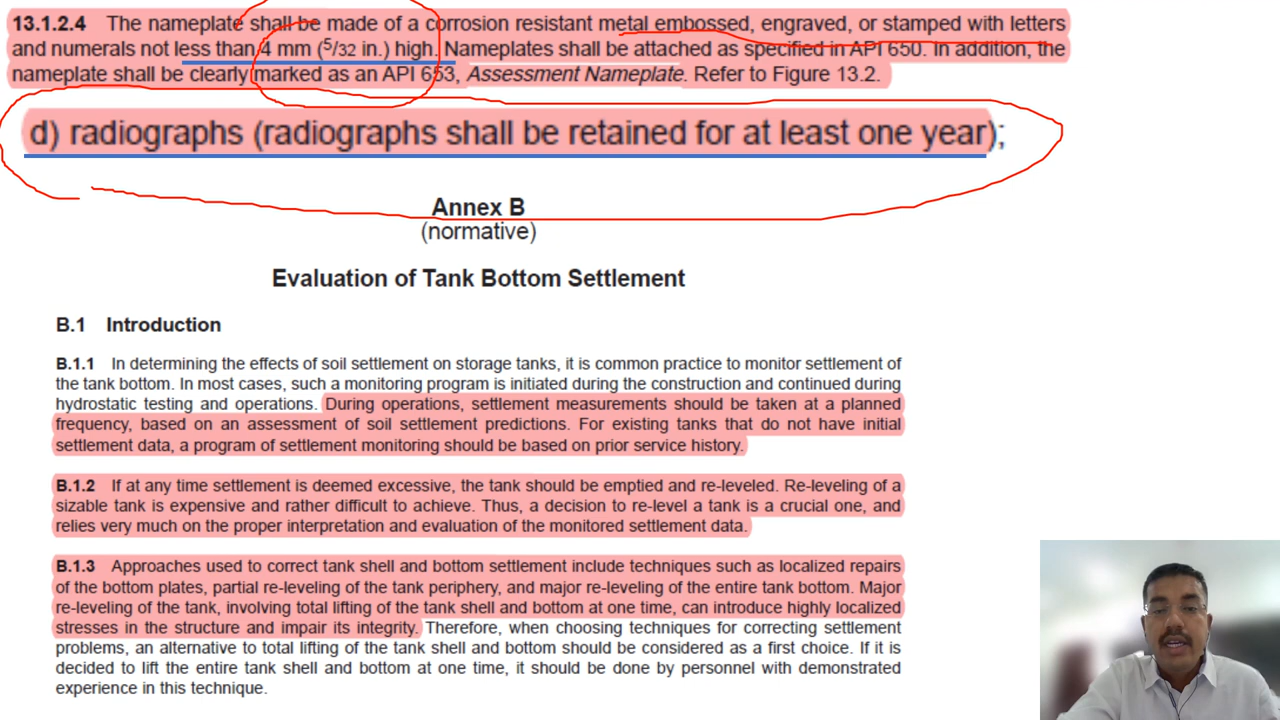 13.1.2.4 The nameplate shall be made of a corrosion resistant metal embossed, engraved, or stamped with letters
and numerals not less than 4 mm (5/32 in.) high. Nameplates shall be attached as specified in API 650. In addition, the
nameplate shall be clearly marked as an API 653, Assessment Nameplate. Refer to Figure 13.2.
d) radiographs (radiographs shall be retained for at least one year);
Annex B
(normative)
Evaluation of Tank Bottom Settlement
B.1 Introduction
B.1.1 In determining the effects of soil settlement on storage tanks, it is common practice to monitor settlement of
the tank bottom. In most cases, such a monitoring program is initiated during the construction and continued during
hydrostatic testing and operations. During operations, settlement measurements should be taken at a planned
frequency, based on an assessment of soil settlement predictions. For existing tanks that do not have initial
settlement data, a program of settlement monitoring should be based on prior service history.
B.1.2 If at any time settlement is deemed excessive, the tank should be emptied and re-leveled. Re-leveling of a
sizable tank is expensive and rather difficult to achieve. Thus, a decision to re-level a tank is a crucial one, and
relies very much on the proper interpretation and evaluation of the monitored settlement data.
B.1.3 Approaches used to correct tank shell and bottom settlement include techniques such as localized repairs
of the bottom plates, partial re-leveling of the tank periphery, and major re-leveling of the entire tank bottom. Major
re-leveling of the tank, involving total lifting of the tank shell and bottom at one time, can introduce highly localized
stresses in the structure and impair its integrity. Therefore, when choosing techniques for correcting settlement
problems, an alternative to total lifting of the tank shell and bottom should be considered as a first choice. If it is
decided to lift the entire tank shell and bottom at one time, it should be done by personnel with demonstrated
experience in this technique.